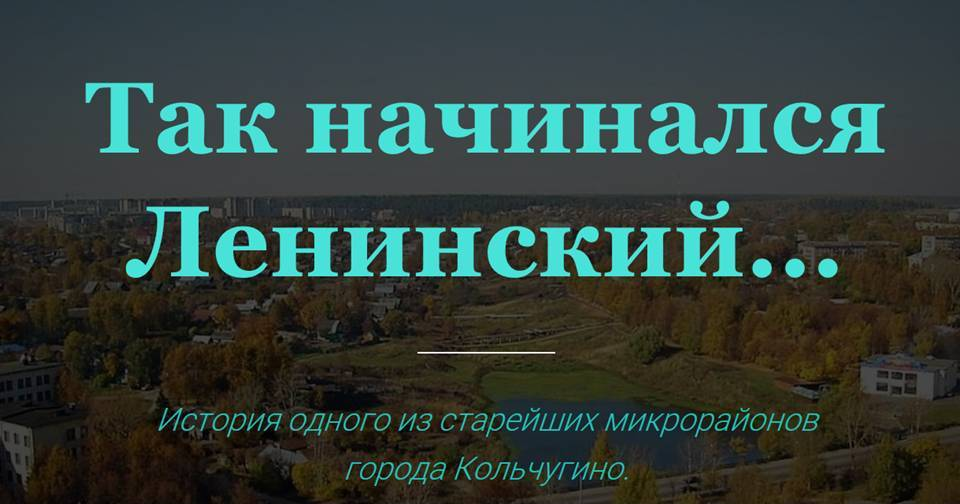 Так начинался
Ленинский...
История одного из старейших микрорайонов
города Кольчугино.